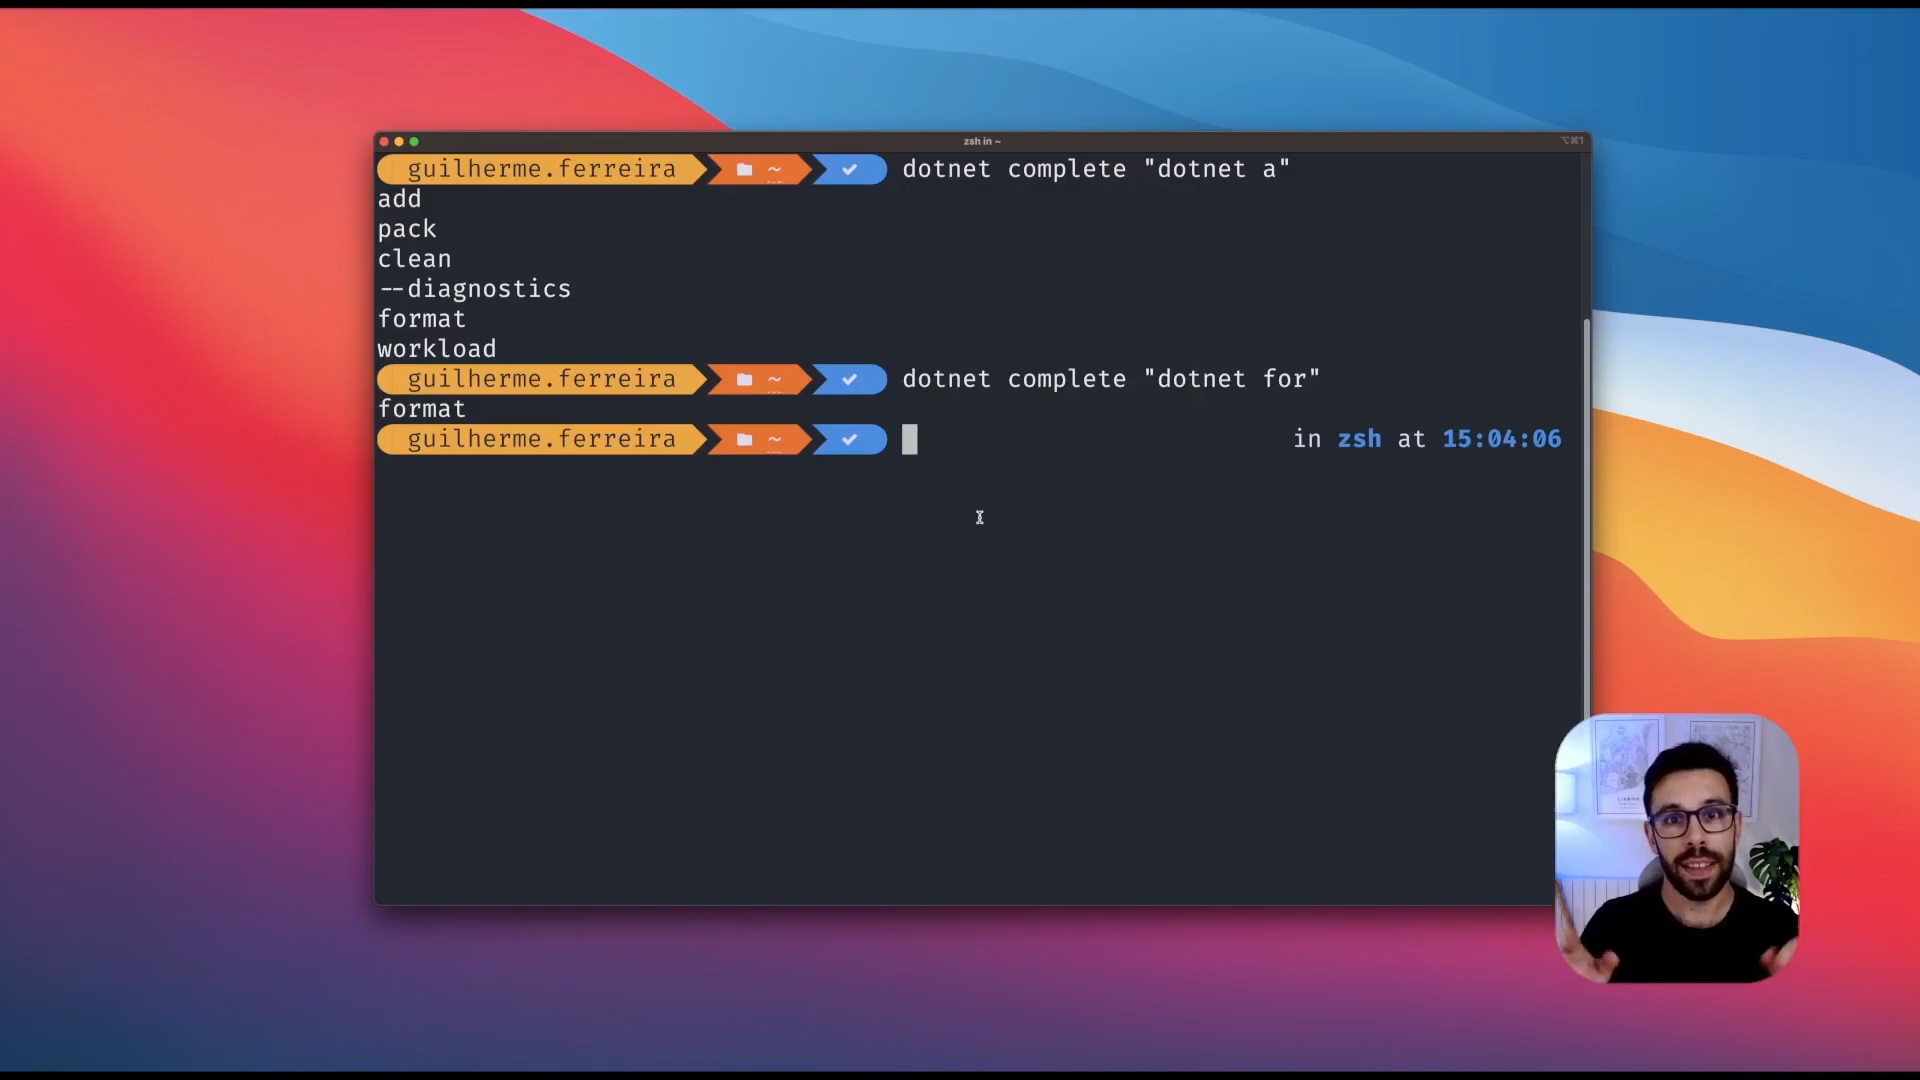 zsh in ~
⌥⌘1
guilherme.ferreira ~ ✓ dotnet complete "dotnet a"
add
pack
clean
--diagnostics
format
workload
guilherme.ferreira ~ ✓ dotnet complete "dotnet for"
format
guilherme.ferreira ~ ✓ in zsh at 15:04:06